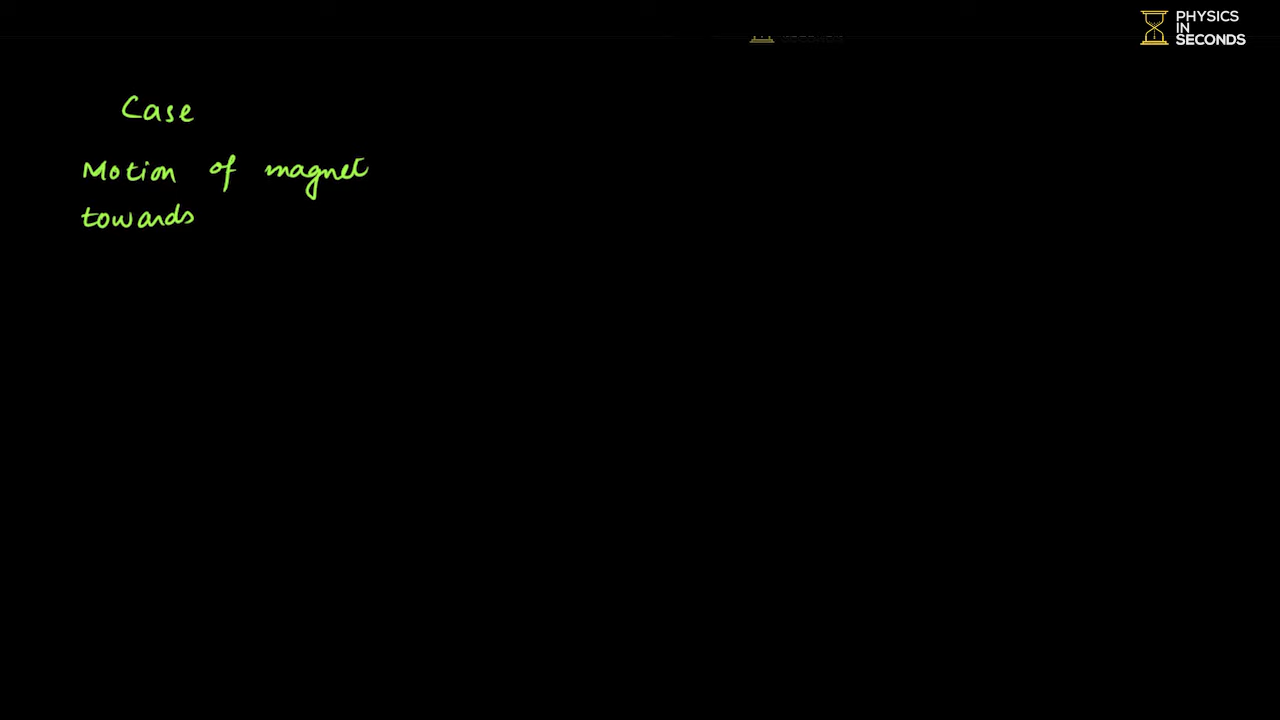 PHYSICS
IN
SECONDS
Case
Motion of magnet
towards